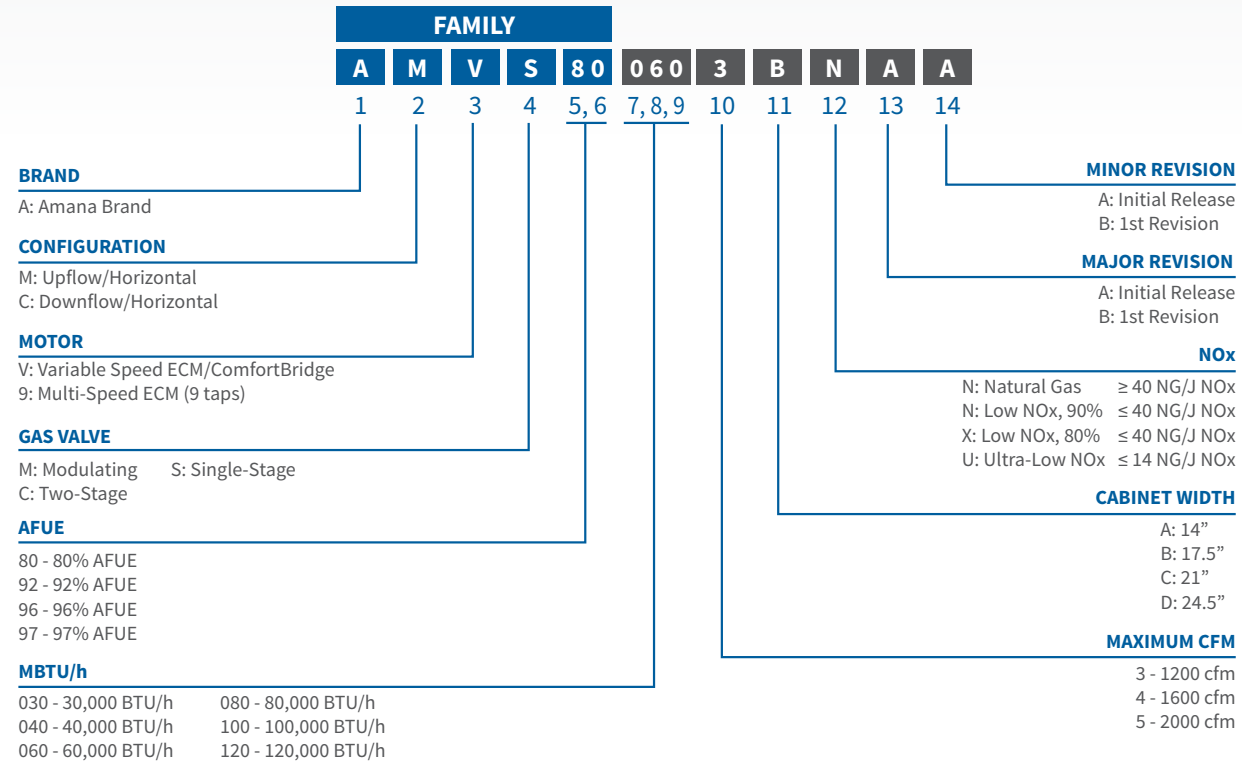 FAMILY
A M V S 80 060 3 B N A A
1 2 3 4 5, 6 7, 8, 9 10 11 12 13 14
BRAND
A: Amana Brand
CONFIGURATION
M: Upflow/Horizontal
C: Downflow/Horizontal
MOTOR
V: Variable Speed ECM/ComfortBridge
9: Multi-Speed ECM (9 taps)
GAS VALVE
M: Modulating S: Single-Stage
C: Two-Stage
AFUE
80 - 80% AFUE
92 - 92% AFUE
96 - 96% AFUE
97 - 97% AFUE
MBTU/h
030 - 30,000 BTU/h 080 - 80,000 BTU/h
040 - 40,000 BTU/h 100 - 100,000 BTU/h
060 - 60,000 BTU/h 120 - 120,000 BTU/h
MINOR REVISION
A: Initial Release
B: 1st Revision
MAJOR REVISION
A: Initial Release
B: 1st Revision
NOx
N: Natural Gas ≥ 40 NG/J NOx
N: Low NOx, 90% ≤ 40 NG/J NOx
X: Low NOx, 80% ≤ 40 NG/J NOx
U: Ultra-Low NOx ≤ 14 NG/J NOx
CABINET WIDTH
A: 14”
B: 17.5”
C: 21”
D: 24.5”
MAXIMUM CFM
3 - 1200 cfm
4 - 1600 cfm
5 - 2000 cfm